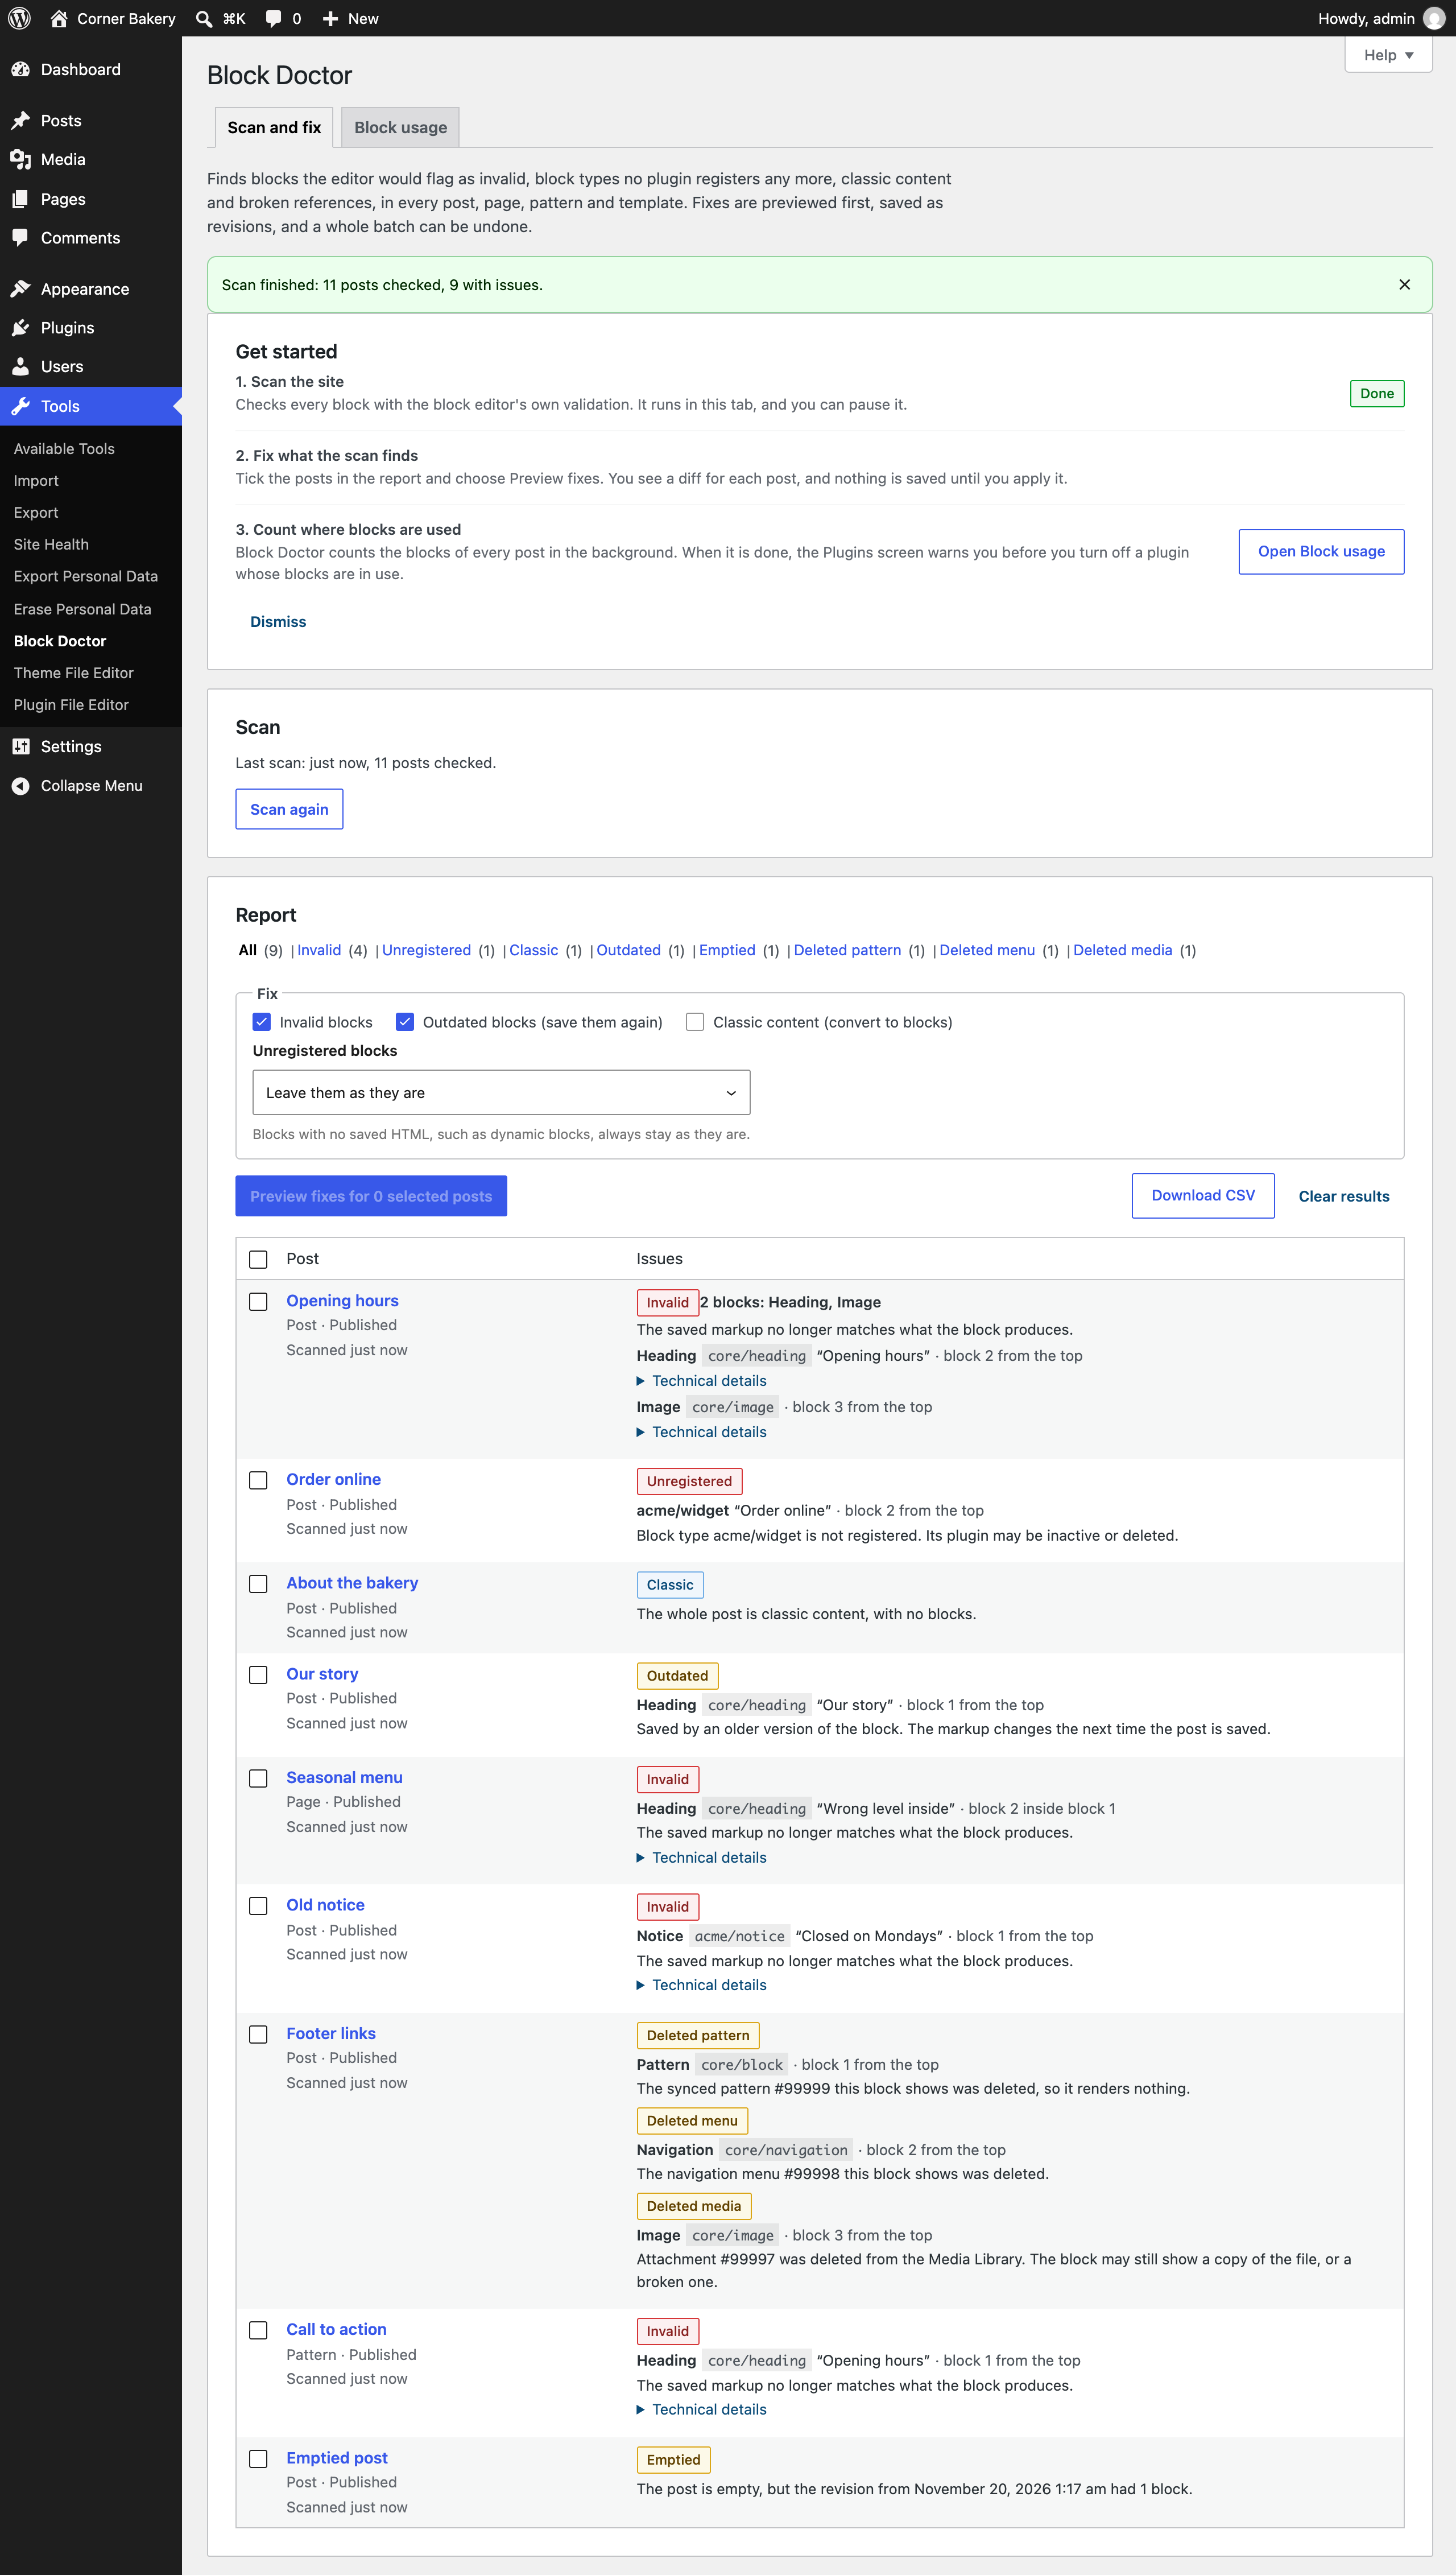 Corner Bakery ⌘K 0 New Howdy, admin
Help ▼
Dashboard
Posts
Media
Pages
Comments
Appearance
Plugins
Users
Tools
Available Tools
Import
Export
Site Health
Export Personal Data
Erase Personal Data
Block Doctor
Theme File Editor
Plugin File Editor
Settings
Collapse Menu
Block Doctor
Scan and fix
Block usage
Finds blocks the editor would flag as invalid, block types no plugin registers any more, classic content
and broken references, in every post, page, pattern and template. Fixes are previewed first, saved as
revisions, and a whole batch can be undone.
Scan finished: 11 posts checked, 9 with issues.
Get started
1. Scan the site
Checks every block with the block editor's own validation. It runs in this tab, and you can pause it.
Done
2. Fix what the scan finds
Tick the posts in the report and choose Preview fixes. You see a diff for each post, and nothing is saved until you apply it.
3. Count where blocks are used
Block Doctor counts the blocks of every post in the background. When it is done, the Plugins screen warns you before you turn off a plugin
whose blocks are in use.
Open Block usage
Dismiss
Scan
Last scan: just now, 11 posts checked.
Scan again
Report
All (9) | Invalid (4) | Unregistered (1) | Classic (1) | Outdated (1) | Emptied (1) | Deleted pattern (1) | Deleted menu (1) | Deleted media (1)
Fix
Invalid blocks Outdated blocks (save them again) Classic content (convert to blocks)
Unregistered blocks
Leave them as they are
Blocks with no saved HTML, such as dynamic blocks, always stay as they are.
Preview fixes for 0 selected posts
Download CSV
Clear results
Post Issues
Opening hours
Post · Published
Scanned just now
Invalid 2 blocks: Heading, Image
The saved markup no longer matches what the block produces.
Heading core/heading “Opening hours” · block 2 from the top
Technical details
Image core/image · block 3 from the top
Technical details
Order online
Post · Published
Scanned just now
Unregistered
acme/widget “Order online” · block 2 from the top
Block type acme/widget is not registered. Its plugin may be inactive or deleted.
About the bakery
Post · Published
Scanned just now
Classic
The whole post is classic content, with no blocks.
Our story
Post · Published
Scanned just now
Outdated
Heading core/heading “Our story” · block 1 from the top
Saved by an older version of the block. The markup changes the next time the post is saved.
Seasonal menu
Page · Published
Scanned just now
Invalid
Heading core/heading “Wrong level inside” · block 2 inside block 1
The saved markup no longer matches what the block produces.
Technical details
Old notice
Post · Published
Scanned just now
Invalid
Notice acme/notice “Closed on Mondays” · block 1 from the top
The saved markup no longer matches what the block produces.
Technical details
Footer links
Post · Published
Scanned just now
Deleted pattern
Pattern core/block · block 1 from the top
The synced pattern #99999 this block shows was deleted, so it renders nothing.
Deleted menu
Navigation core/navigation · block 2 from the top
The navigation menu #99998 this block shows was deleted.
Deleted media
Image core/image · block 3 from the top
Attachment #99997 was deleted from the Media Library. The block may still show a copy of the file, or a
broken one.
Call to action
Pattern · Published
Scanned just now
Invalid
Heading core/heading “Opening hours” · block 1 from the top
The saved markup no longer matches what the block produces.
Technical details
Emptied post
Post · Published
Scanned just now
Emptied
The post is empty, but the revision from November 20, 2026 1:17 am had 1 block.